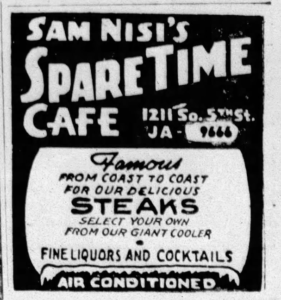 SAM NISI'S
SPARE TIME
CAFE
1211 So. 5TH St.
JA - 9666
Famous
FROM COAST TO COAST
FOR OUR DELICIOUS
STEAKS
SELECT YOUR OWN
FROM OUR GIANT COOLER
FINE LIQUORS AND COCKTAILS
AIR CONDITIONED